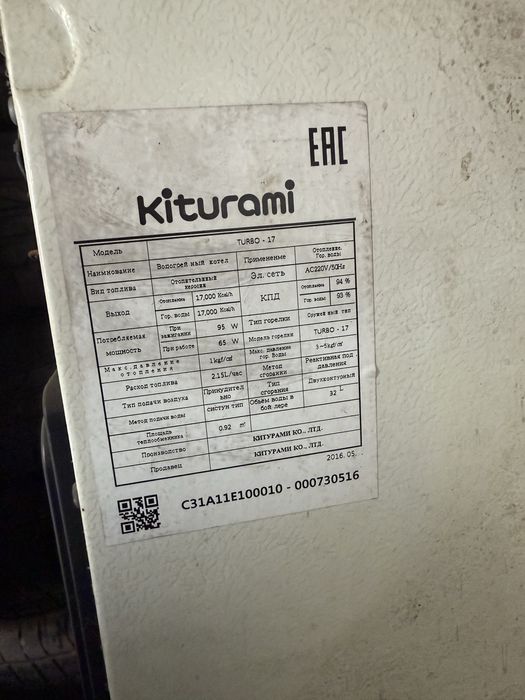 EAC
Kiturami
Модель TURBO - 17
Наименование Водогрейный котел Применение Отопление. Гор. воды
Вид топлива Отопительный керосин Эл. сеть AC220V/50Hz
Выход Отопление 17,000 Kcal/h КПД Отопление 94 %
Гор. воды 17,000 Kcal/h Гор воды 93 %
Потребляемая мощность При зажигании 95 W Тип горелки тип
При работе 65 W Модель горелки TURBO - 17
Макс. давление отопления 1kgf/㎠ Макс. давление гор. Воды 3~5kgf/㎠
Расход топлива 2.15L/час Метод сгорания Реактивная под давления
Тип подачи воздуха Принудительно Тип сгорания Двухконтурный
Метод подачи воды систун тип Объём воды в бойлере 32 L
Площадь теплообменника 0.92 ㎡
Производство КИТУРАМИ КО., ЛТД.
Продавец КИТУРАМИ КО., ЛТД.
2016. 05. .
C31A11E100010 - 000730516